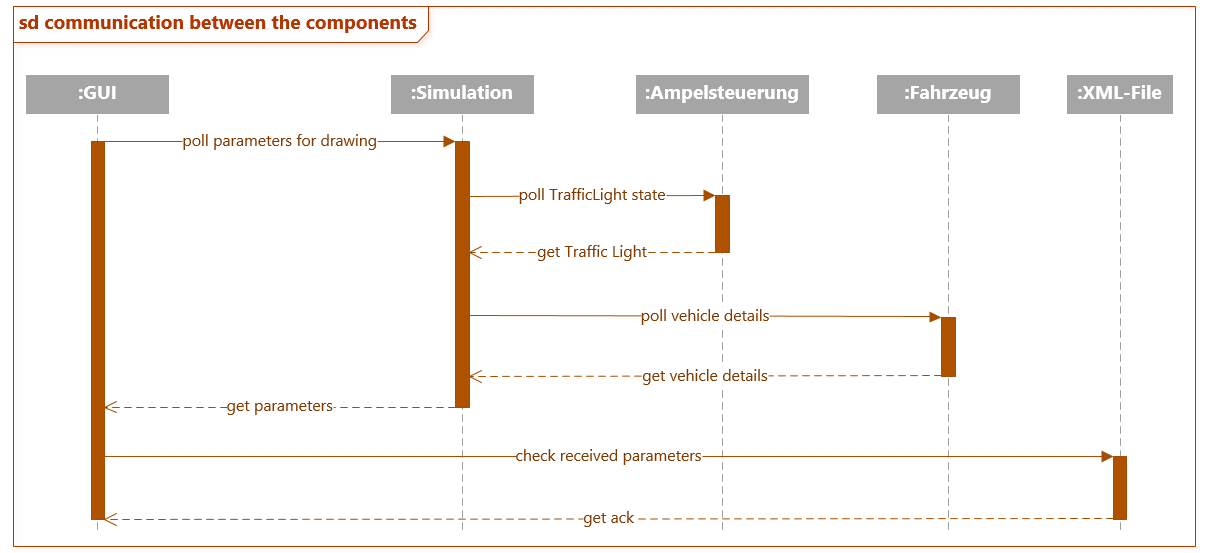 sd communication between the components
:GUI
:Simulation
:Ampelsteuerung
:Fahrzeug
:XML-File
poll parameters for drawing
poll TrafficLight state
get Traffic Light
poll vehicle details
get vehicle details
get parameters
check received parameters
get ack